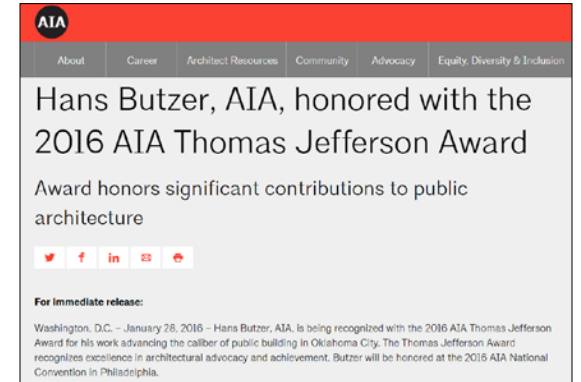 AIA
About Career Architect Resources Community Advocacy Equity, Diversity & Inclusion
Hans Butzer, AIA, honored with the
2016 AIA Thomas Jefferson Award
Award honors significant contributions to public
architecture
For immediate release:
Washington, D.C. – January 28, 2016 – Hans Butzer, AIA, is being recognized with the 2016 AIA Thomas Jefferson
Award for his work advancing the caliber of public building in Oklahoma City. The Thomas Jefferson Award
recognizes excellence in architectural advocacy and achievement. Butzer will be honored at the 2016 AIA National
Convention in Philadelphia.